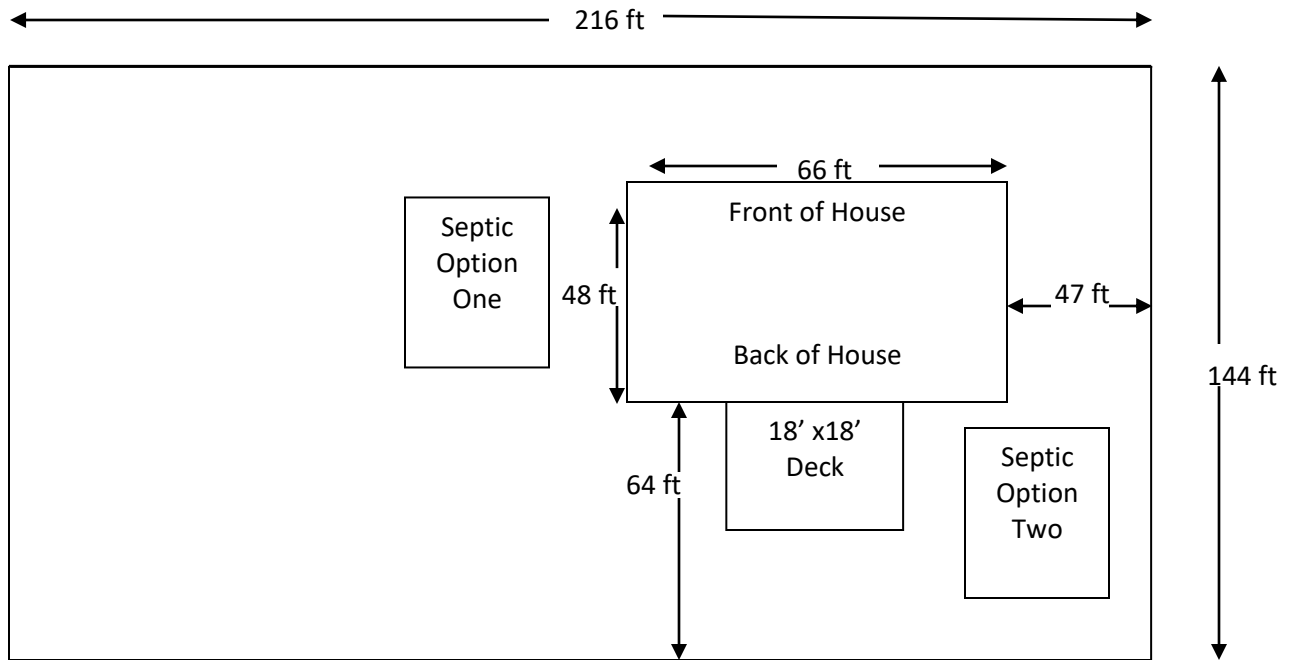 216 ft
66 ft
Front of House
Septic
Option
One
48 ft
47 ft
Back of House
144 ft
18’ x18’
Deck
64 ft
Septic
Option
Two